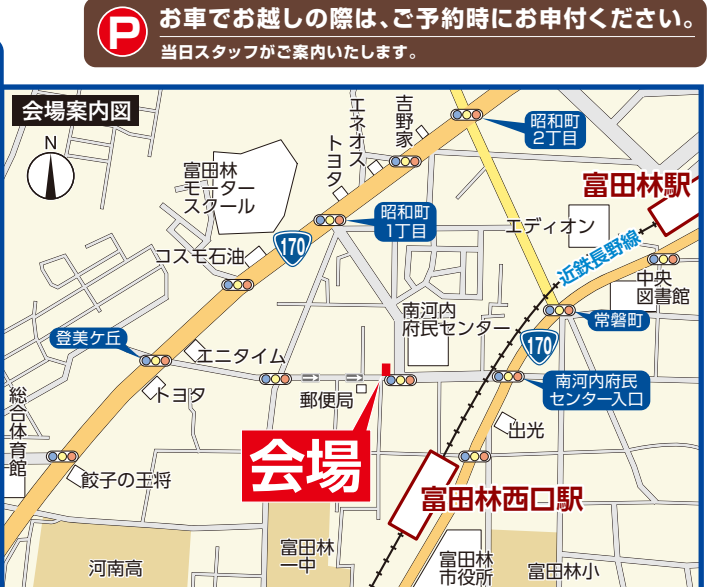 P
お車でお越しの際は、ご予約時にお申付ください。
当日スタッフがご案内いたします。
会場案内図
N
吉野家
エネオス
トヨタ
昭和町
2丁目
富田林
モーター
スクール
富田林駅
昭和町
1丁目
エディオン
170
コスモ石油
近鉄長野線
中央
図書館
南河内
府民センター
常磐町
登美ケ丘
エニタイム
170
トヨタ
郵便局
南河内府民
センター入口
総合体育館
出光
会場
餃子の王将
富田林西口駅
河南高
富田林
一中
富田林
市役所
富田林小